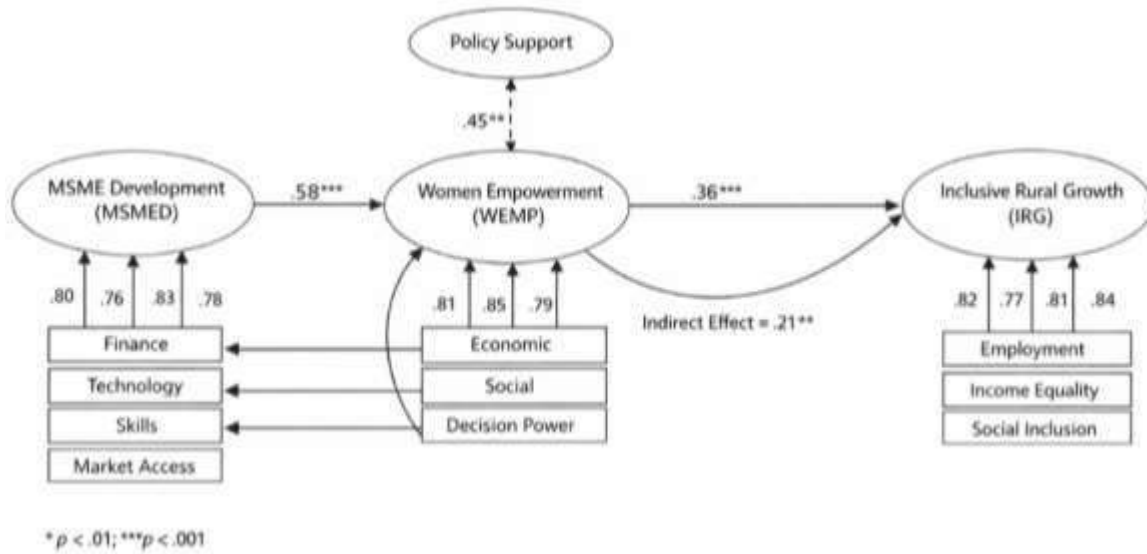 Policy Support
.45**
MSME Development
(MSMED)
.58***
Women Empowerment
(WEMP)
.36***
Inclusive Rural Growth
(IRG)
.80 .76 .83 .78
.81 .85 .79
Indirect Effect = .21**
.82 .77 .81 .84
Finance
Technology
Skills
Market Access
Economic
Social
Decision Power
Employment
Income Equality
Social Inclusion
* p < .01; ***p < .001